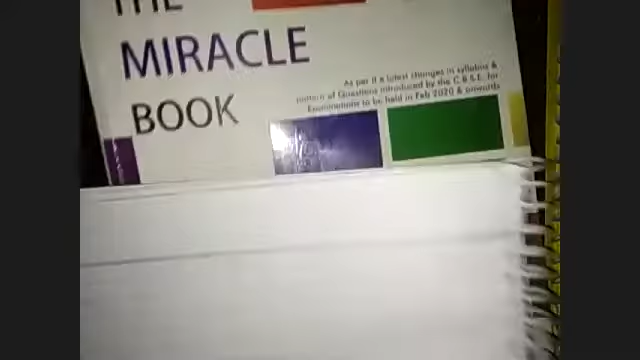 THE
MIRACLE
BOOK
As per the latest changes in syllabus &
pattern of Questions introduced by the C.B.S.E. for
Examinations to be held in Feb 2020 & onwards